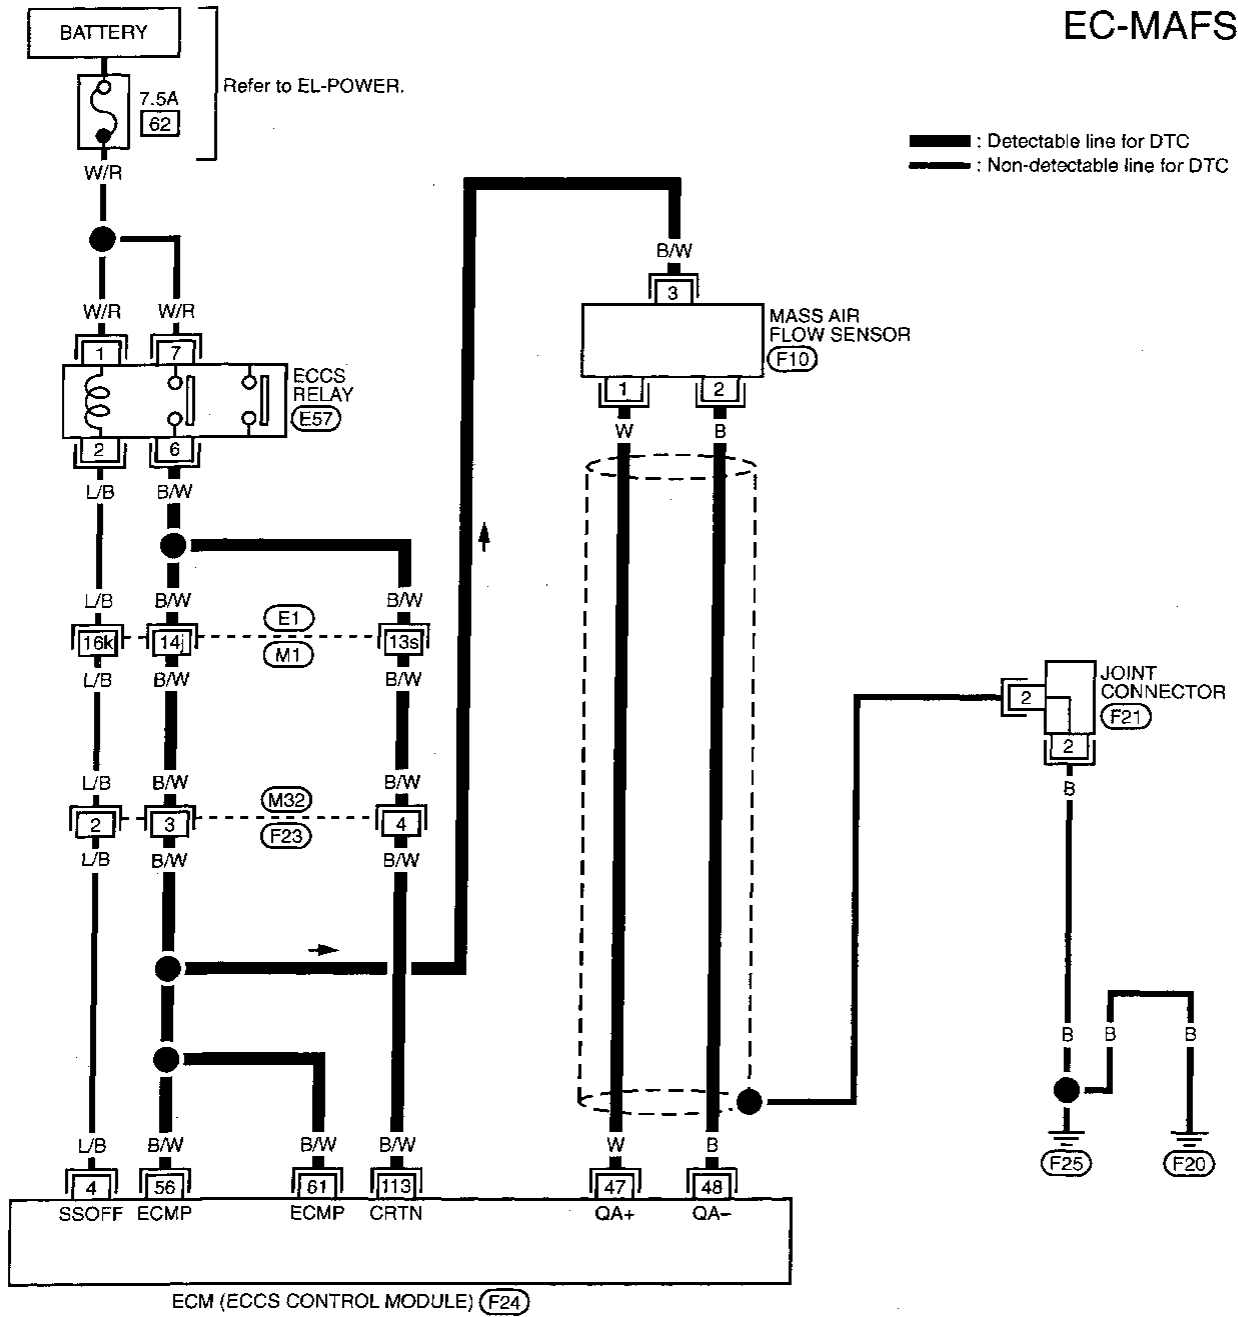 EC-MAFS
BATTERY
Refer to EL-POWER.
7.5A
62
: Detectable line for DTC
: Non-detectable line for DTC
W/R
B/W
W/R W/R
3
MASS AIR
FLOW SENSOR
F10
1 7
ECCS
RELAY
E57
1 2
W B
2 6
L/B B/W
L/B B/W B/W
E1
16k 14j 13s
M1
L/B B/W B/W
JOINT
CONNECTOR
F21
2
2
B
L/B B/W B/W
M32
2 3 4
F23
L/B B/W B/W
B B B
L/B B/W B/W B/W W B
F25 F20
4 56 61 113 47 48
SSOFF ECMP ECMP CRTN QA+ QA–
ECM (ECCS CONTROL MODULE) F24